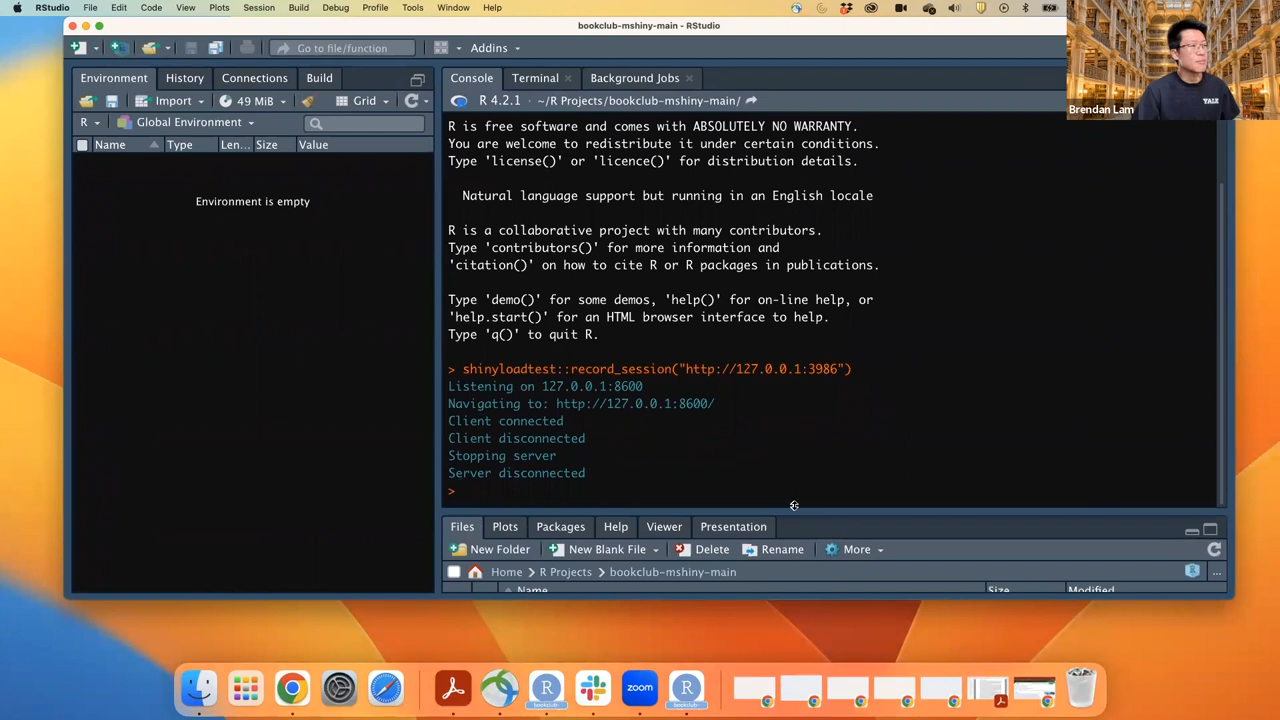 RStudio File Edit Code View Plots Session Build Debug Profile Tools Window Help
bookclub-mshiny-main - RStudio
Go to file/function Addins
Environment History Connections Build
Import 49 MiB Grid
R Global Environment
Name Type Len... Size Value
Environment is empty
Console Terminal Background Jobs
R 4.2.1 · ~/R Projects/bookclub-mshiny-main/
R is free software and comes with ABSOLUTELY NO WARRANTY.
You are welcome to redistribute it under certain conditions.
Type 'license()' or 'licence()' for distribution details.
Natural language support but running in an English locale
R is a collaborative project with many contributors.
Type 'contributors()' for more information and
'citation()' on how to cite R or R packages in publications.
Type 'demo()' for some demos, 'help()' for on-line help, or
'help.start()' for an HTML browser interface to help.
Type 'q()' to quit R.
> shinyloadtest::record_session("http://127.0.0.1:3986")
Listening on 127.0.0.1:8600
Navigating to: http://127.0.0.1:8600/
Client connected
Client disconnected
Stopping server
Server disconnected
>
Files Plots Packages Help Viewer Presentation
New Folder New Blank File Delete Rename More
Home R Projects bookclub-mshiny-main ...
Name Size Modified
Brendan Lam
YALE
zoom